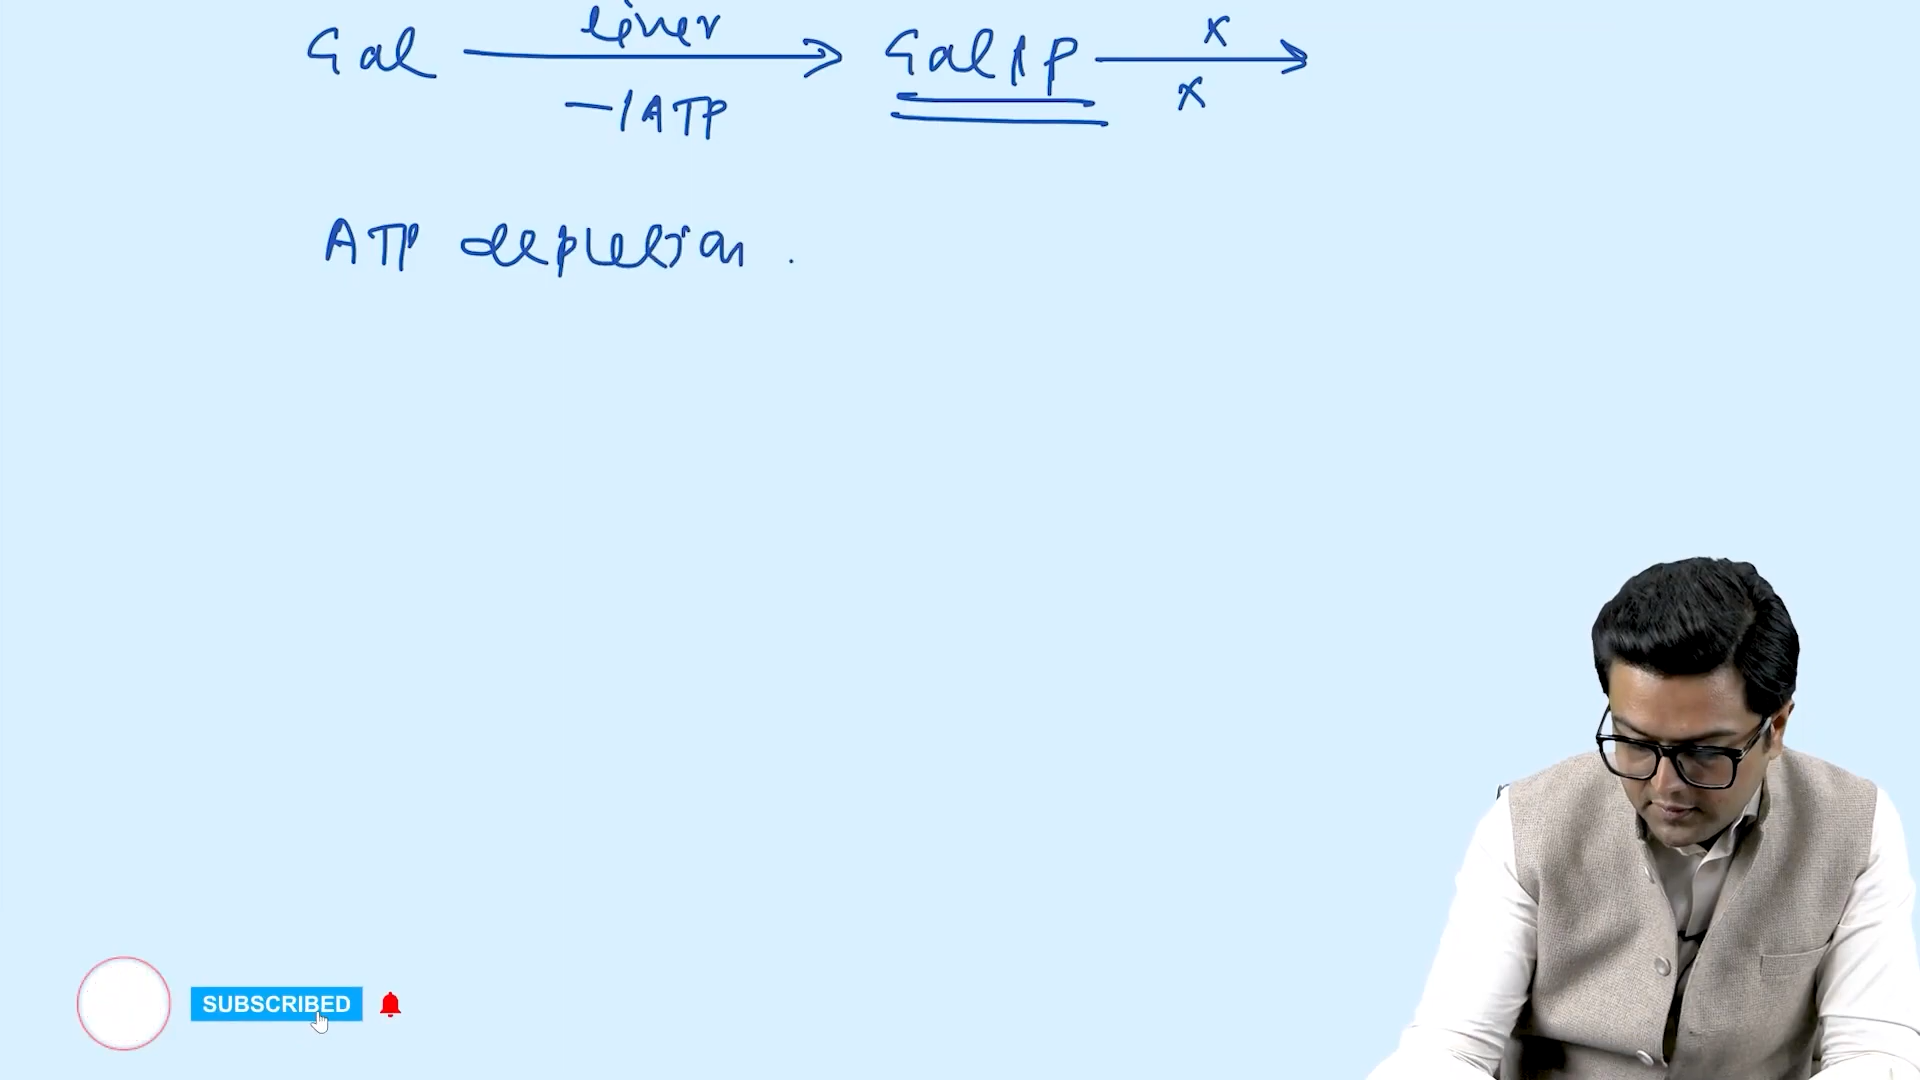 liver
Gal → Gal 1 P → x
-1 ATP x
ATP depletion .
SUBSCRIBED